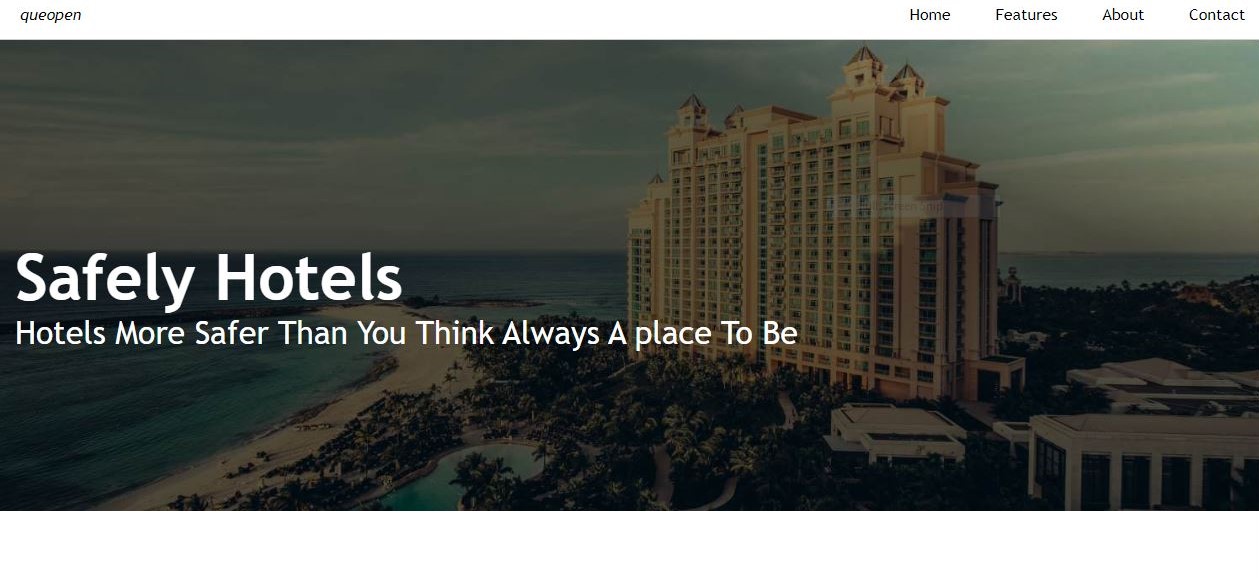 queopen
Home Features About Contact
Safely Hotels
Hotels More Safer Than You Think Always A place To Be